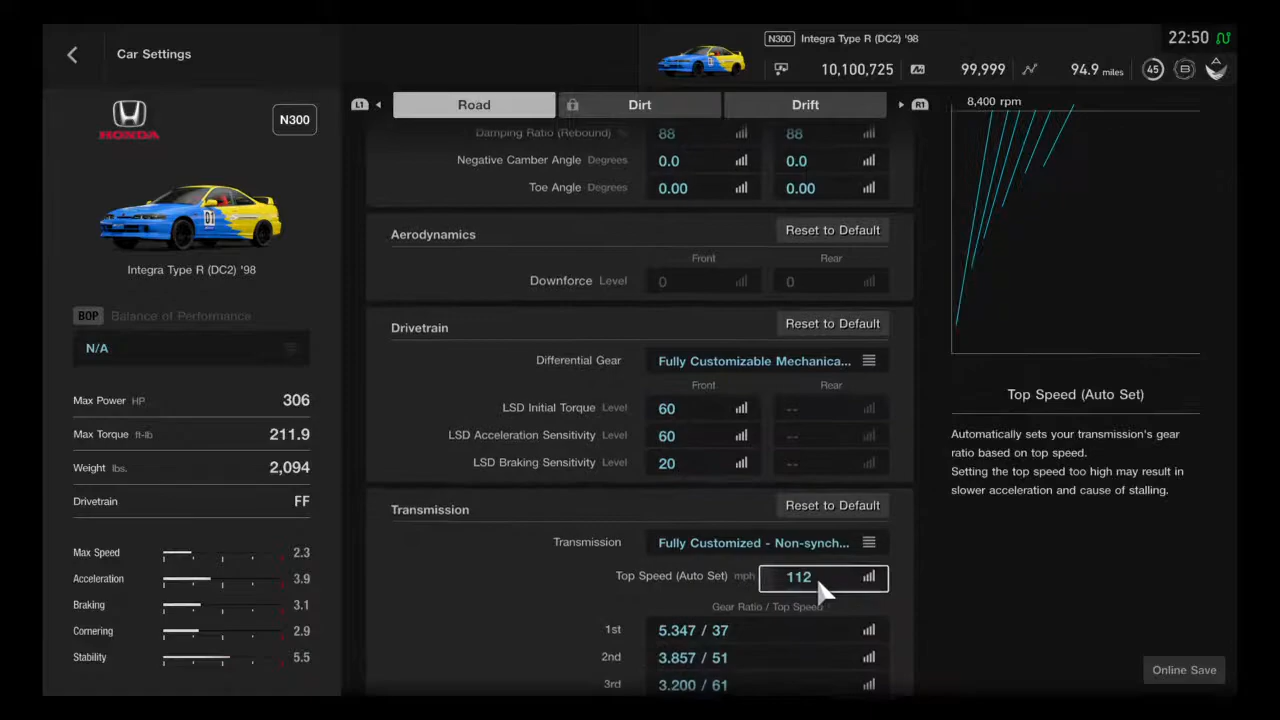 Car Settings
N300 Integra Type R (DC2) '98
22:50
10,100,725 99,999 94.9 miles 45 B
HONDA
N300
Integra Type R (DC2) '98
BOP Balance of Performance
N/A
Max Power HP 306
Max Torque ft-lb 211.9
Weight lbs. 2,094
Drivetrain FF
Max Speed 2.3
Acceleration 3.9
Braking 3.1
Cornering 2.9
Stability 5.5
L1 Road Dirt Drift R1
Damping Ratio (Rebound) % 88 88
Negative Camber Angle Degrees 0.0 0.0
Toe Angle Degrees 0.00 0.00
Aerodynamics Reset to Default
Front Rear
Downforce Level 0 0
Drivetrain Reset to Default
Differential Gear Fully Customizable Mechanica...
Front Rear
LSD Initial Torque Level 60 --
LSD Acceleration Sensitivity Level 60 --
LSD Braking Sensitivity Level 20 --
Transmission Reset to Default
Transmission Fully Customized - Non-synch...
Top Speed (Auto Set) mph 112
Gear Ratio / Top Speed
1st 5.347 / 37
2nd 3.857 / 51
3rd 3.200 / 61
8,400 rpm
Top Speed (Auto Set)
Automatically sets your transmission's gear
ratio based on top speed.
Setting the top speed too high may result in
slower acceleration and cause of stalling.
Online Save